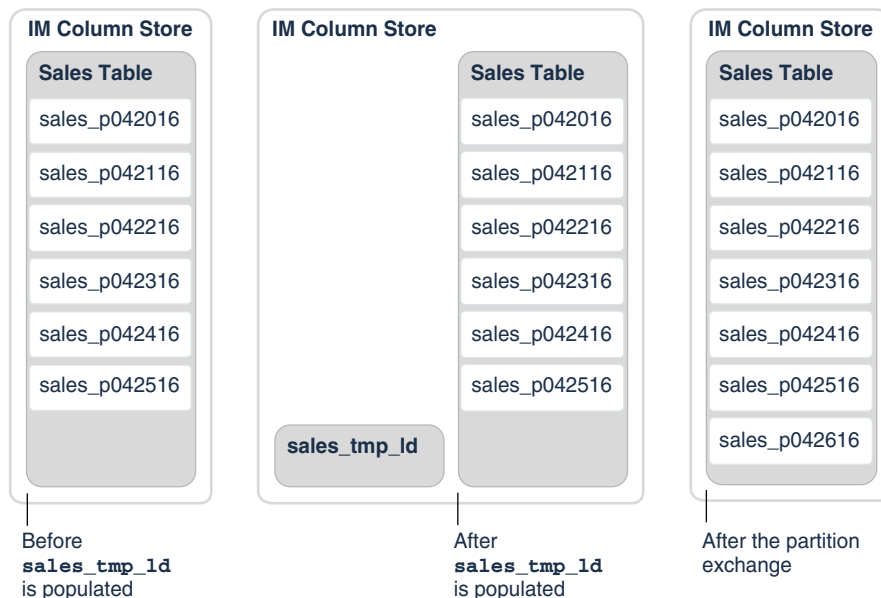 IM Column Store
Sales Table
sales_p042016
sales_p042116
sales_p042216
sales_p042316
sales_p042416
sales_p042516
Before
sales_tmp_ld
is populated
IM Column Store
sales_tmp_ld
Sales Table
sales_p042016
sales_p042116
sales_p042216
sales_p042316
sales_p042416
sales_p042516
After
sales_tmp_ld
is populated
IM Column Store
Sales Table
sales_p042016
sales_p042116
sales_p042216
sales_p042316
sales_p042416
sales_p042516
sales_p042616
After the partition
exchange